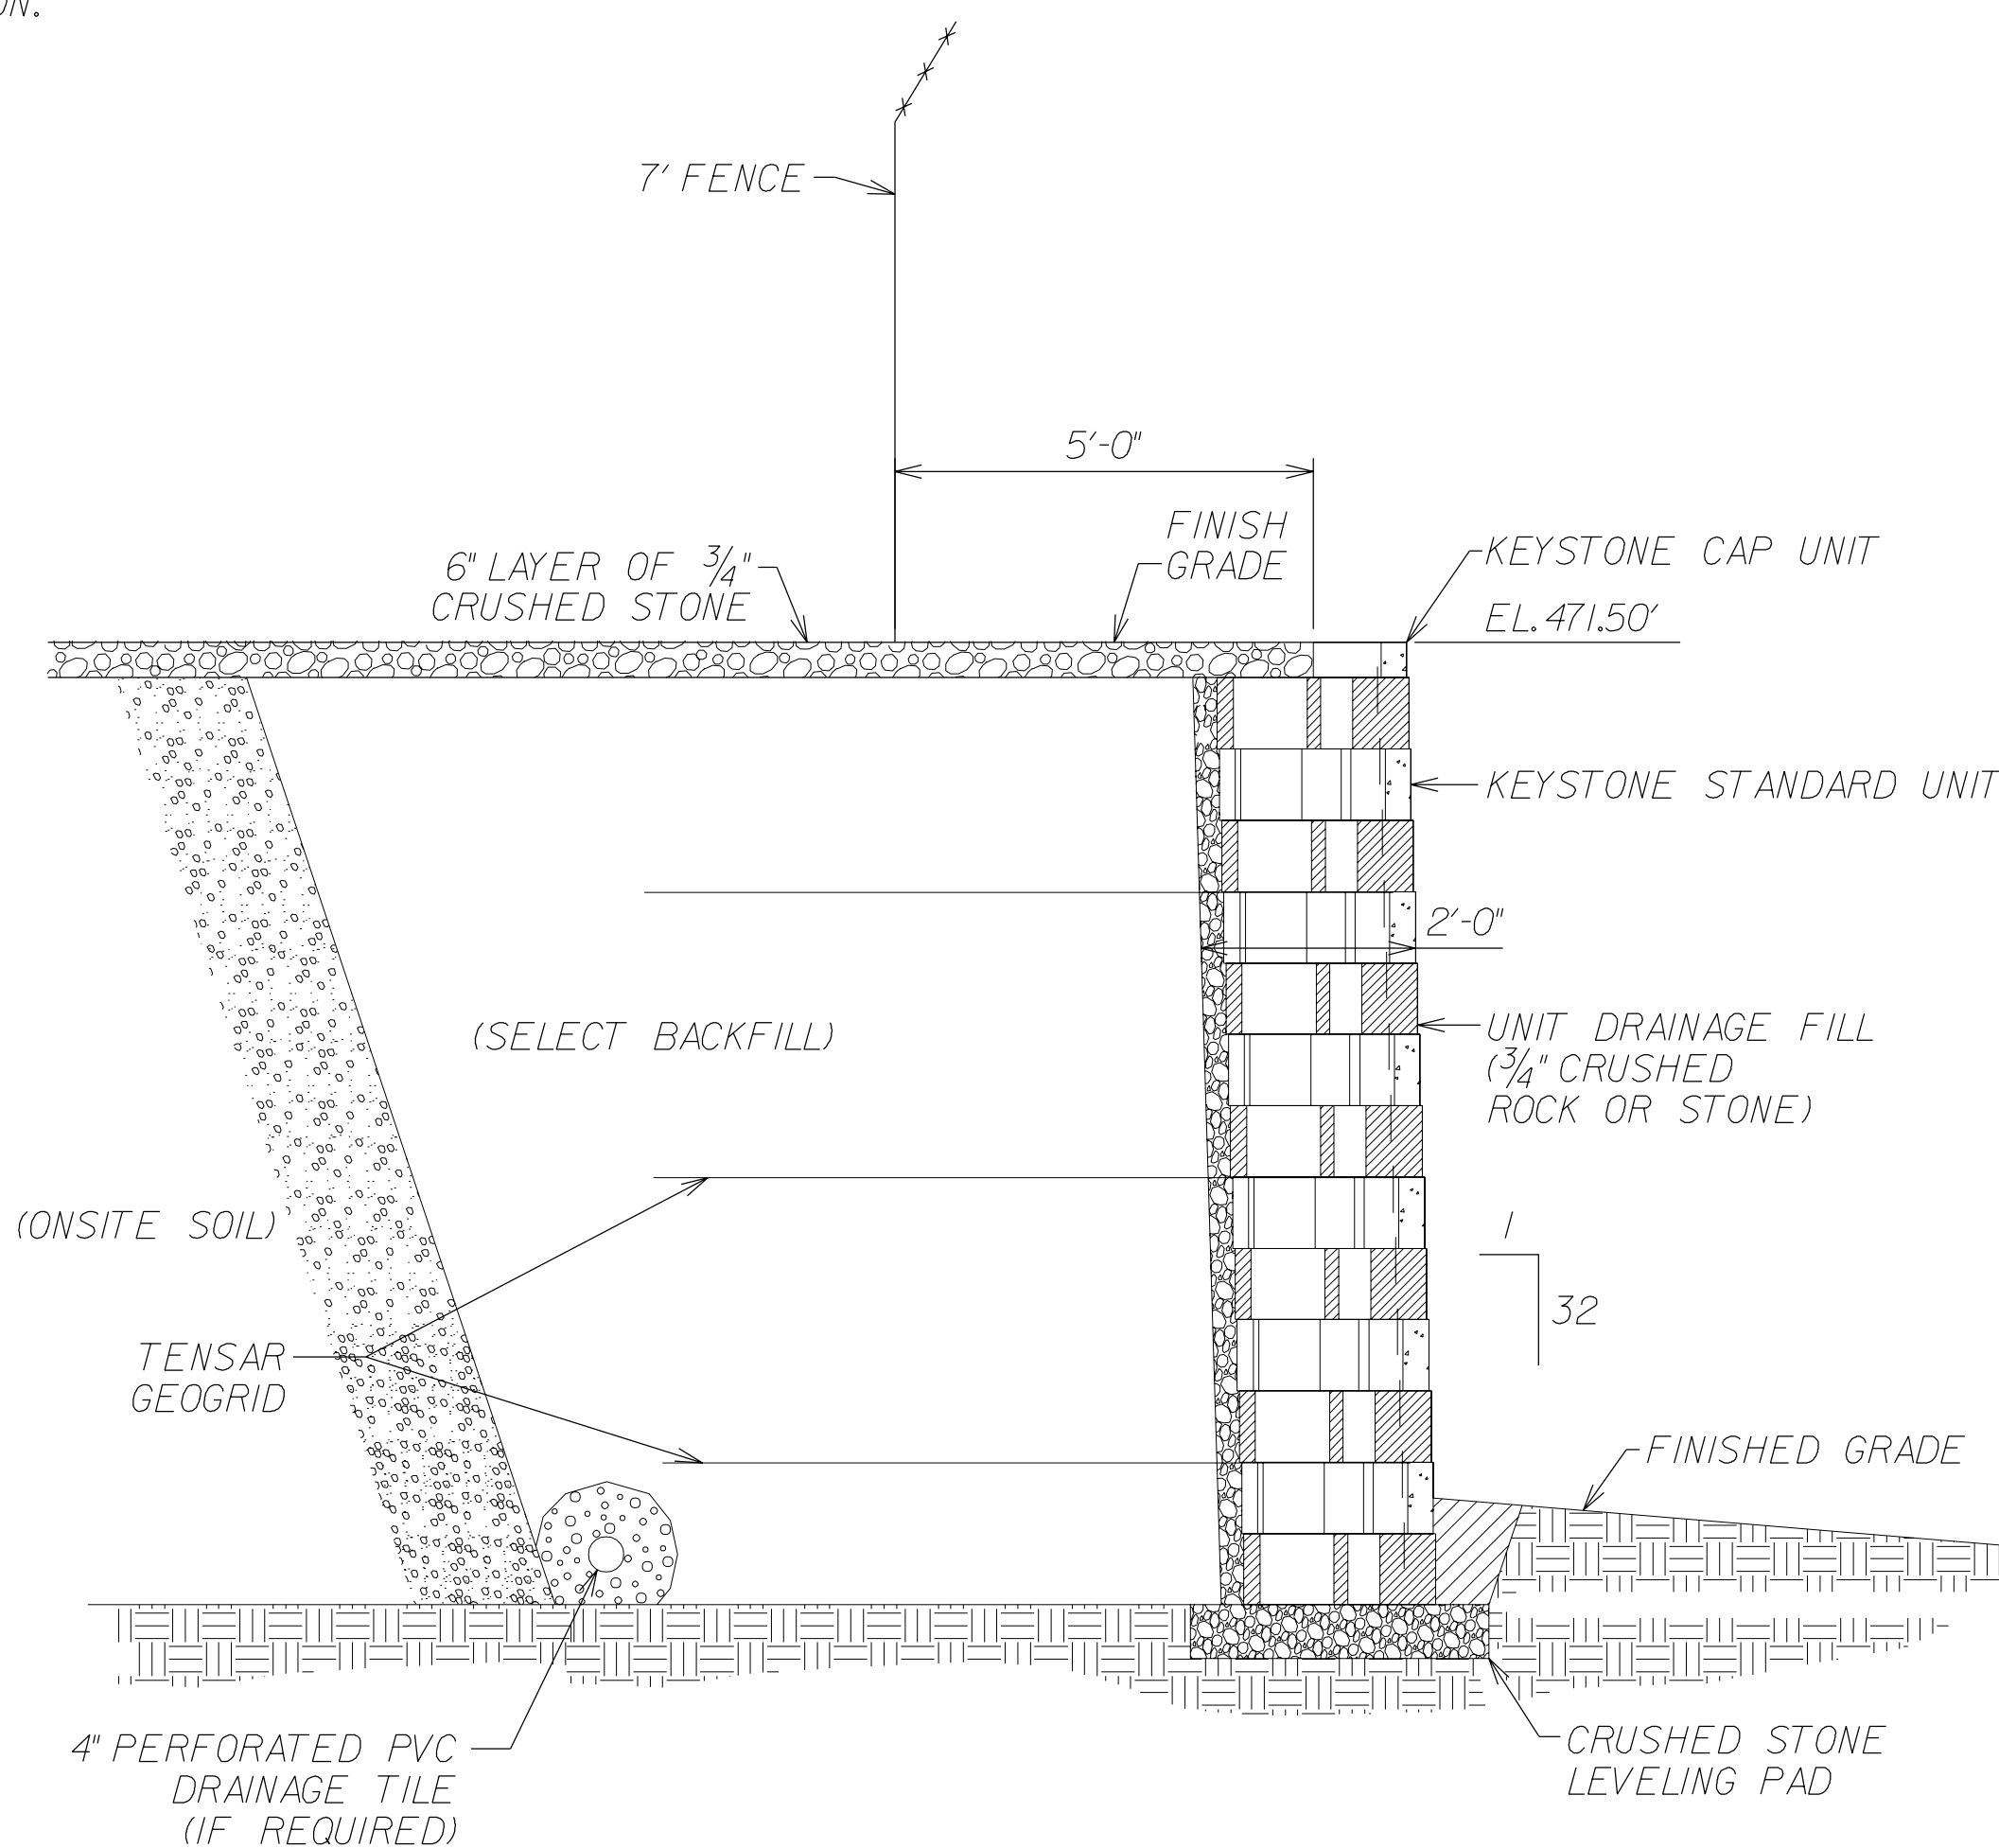 7' FENCE
5'-0"
FINISH
GRADE
6" LAYER OF 3/4"
CRUSHED STONE
KEYSTONE CAP UNIT
EL. 471.50'
KEYSTONE STANDARD UNIT
2'-0"
(SELECT BACKFILL)
UNIT DRAINAGE FILL
(3/4" CRUSHED
ROCK OR STONE)
(ONSITE SOIL)
1
32
TENSAR
GEOGRID
FINISHED GRADE
4" PERFORATED PVC
DRAINAGE TILE
(IF REQUIRED)
CRUSHED STONE
LEVELING PAD